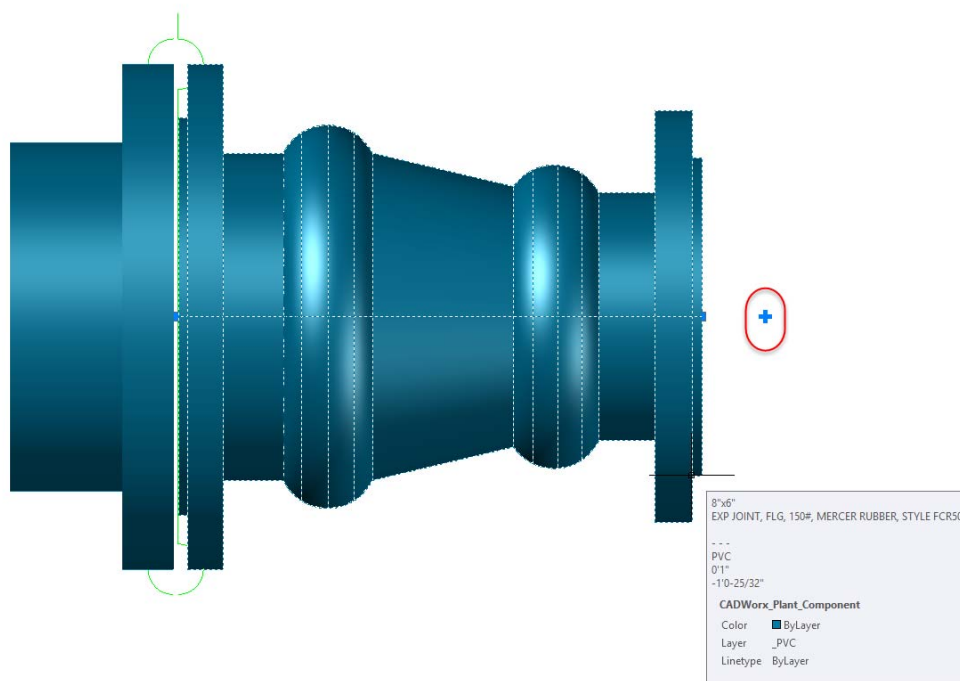 8"x6"
EXP JOINT, FLG, 150#, MERCER RUBBER, STYLE FCR50
- - -
PVC
0'1"
-1'0-25/32"
CADWorx_Plant_Component
Color ByLayer
Layer _PVC
Linetype ByLayer